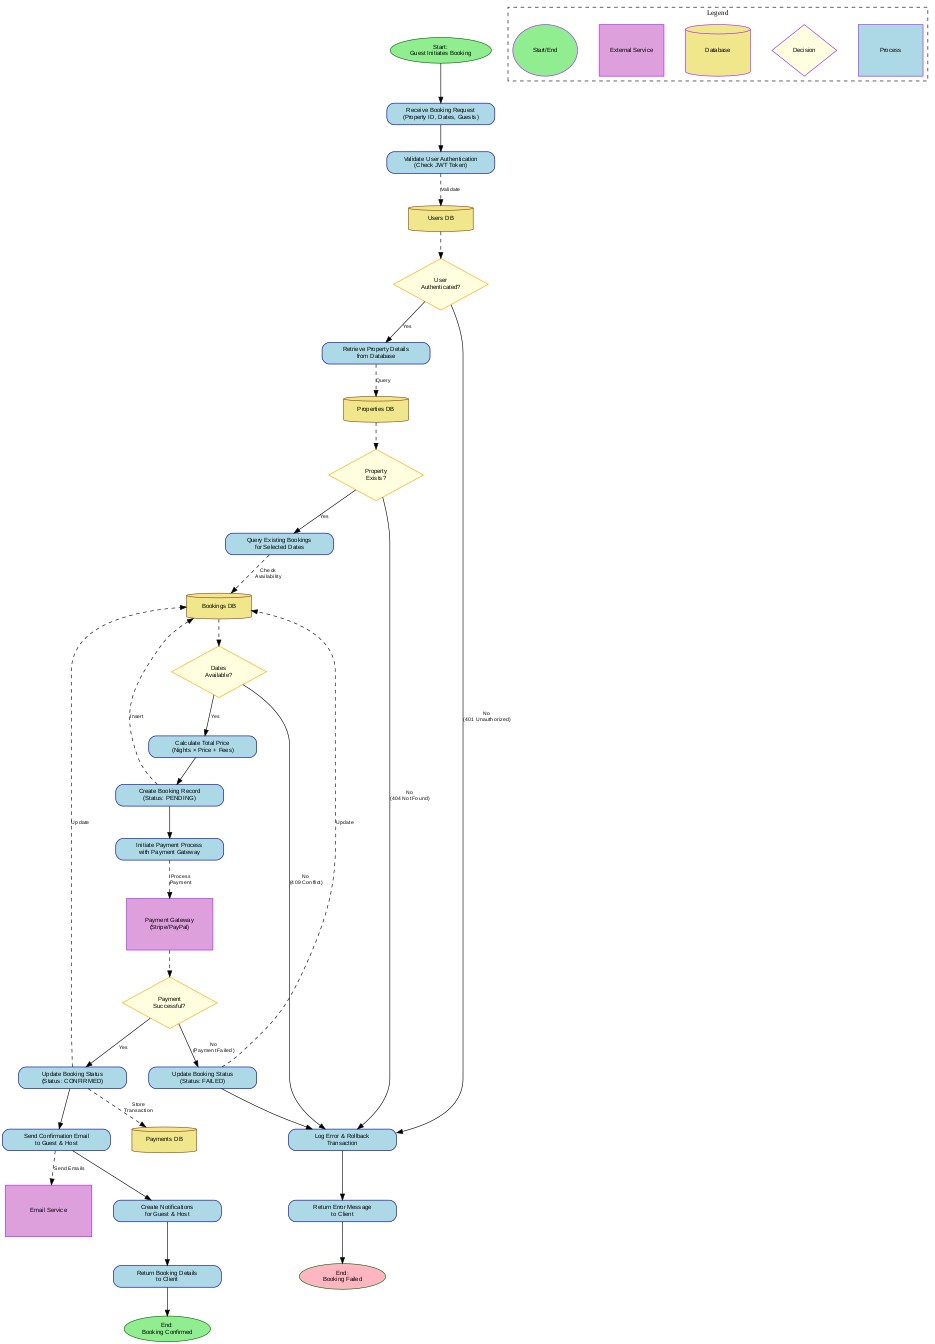 Legend
Start/End
External Service
Database
Decision
Process
Start:
Guest Initiates Booking
Receive Booking Request
(Property ID, Dates, Guests)
Validate User Authentication
(Check JWT Token)
Validate
Users DB
User
Authenticated?
Yes
Retrieve Property Details
from Database
Query
Properties DB
Property
Exists?
Yes
Query Existing Bookings
for Selected Dates
Check
Availability
Bookings DB
Dates
Available?
Yes
Insert
No
(401 Unauthorized)
Calculate Total Price
(Nights × Price + Fees)
Create Booking Record
(Status: PENDING)
No
(404 Not Found)
Update
Update
Initiate Payment Process
with Payment Gateway
Process
Payment
No
(409 Conflict)
Payment Gateway
(Stripe/PayPal)
Payment
Successful?
Yes
No
(Payment Failed)
Update Booking Status
(Status: CONFIRMED)
Update Booking Status
(Status: FAILED)
Store
Transaction
Send Confirmation Email
to Guest & Host
Payments DB
Log Error & Rollback
Transaction
Send Emails
Email Service
Create Notifications
for Guest & Host
Return Error Message
to Client
Return Booking Details
to Client
End:
Booking Failed
End:
Booking Confirmed